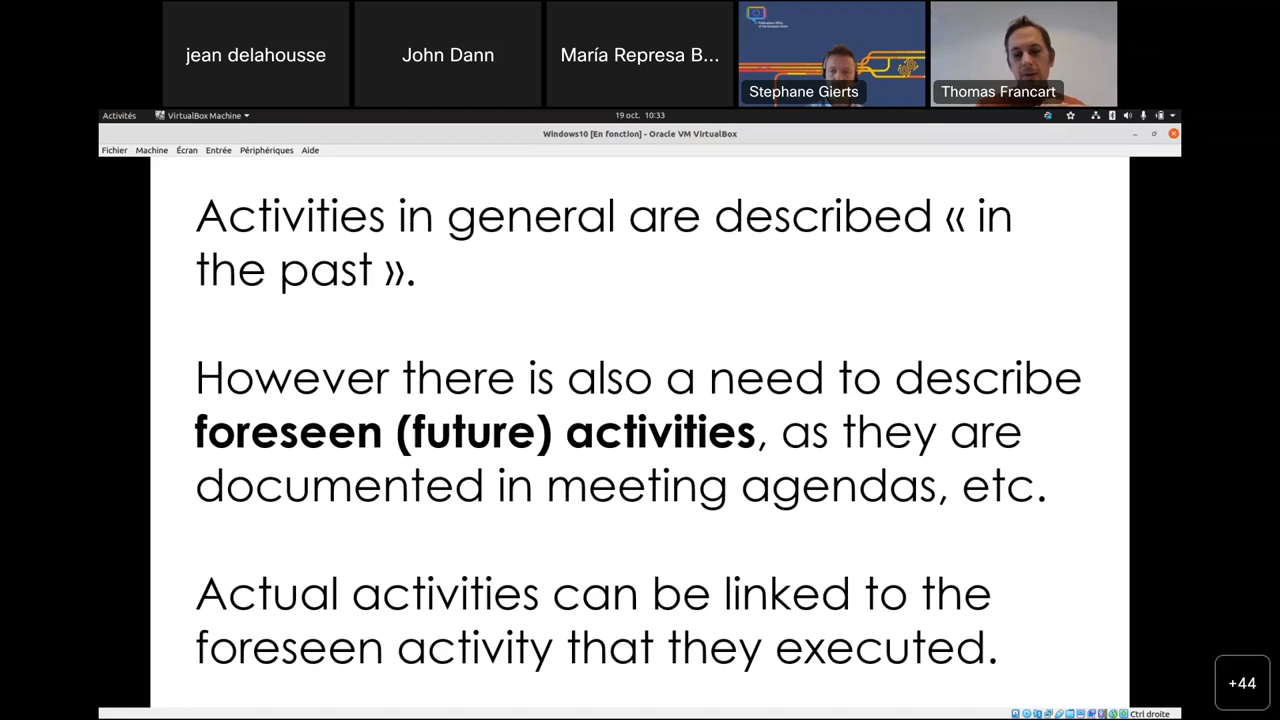 jean delahousse
John Dann
María Represa B...
Stephane Gierts
Thomas Francart
Activités
VirtualBox Machine
19 oct. 10:33
Windows10 [En fonction] - Oracle VM VirtualBox
Fichier Machine Écran Entrée Périphériques Aide
Activities in general are described « in
the past ».
However there is also a need to describe
foreseen (future) activities, as they are
documented in meeting agendas, etc.
Actual activities can be linked to the
foreseen activity that they executed.
+44
Ctrl droite